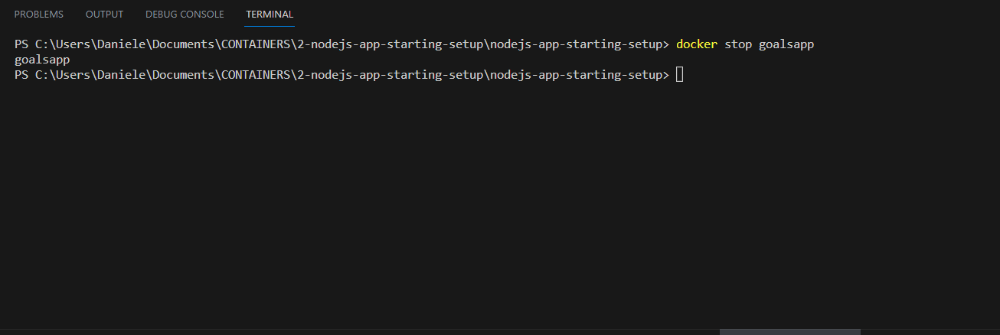 PROBLEMS OUTPUT DEBUG CONSOLE TERMINAL
PS C:\Users\Daniele\Documents\CONTAINERS\2-nodejs-app-starting-setup\nodejs-app-starting-setup> docker stop goalsapp
goalsapp
PS C:\Users\Daniele\Documents\CONTAINERS\2-nodejs-app-starting-setup\nodejs-app-starting-setup>